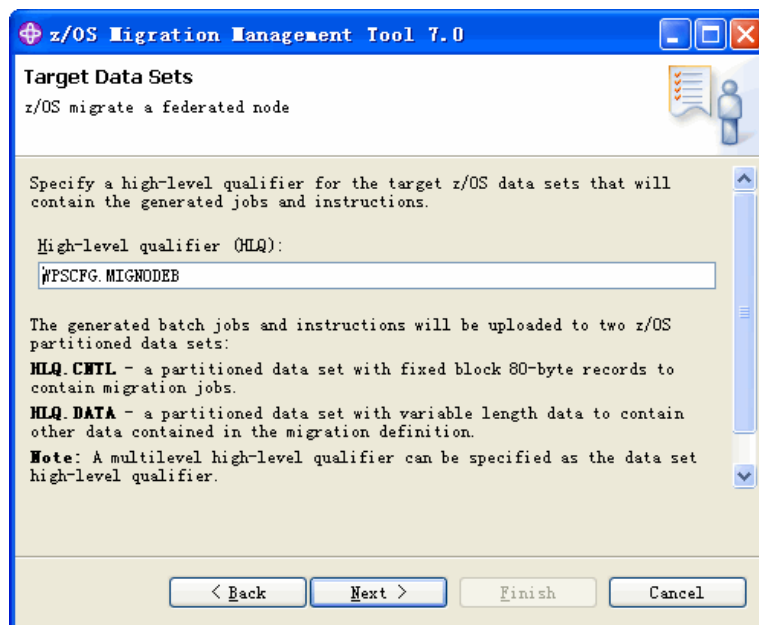 z/OS Migration Management Tool 7.0
Target Data Sets
z/OS migrate a federated node
Specify a high-level qualifier for the target z/OS data sets that will
contain the generated jobs and instructions.
High-level qualifier (HLQ):
WPSCFG.MIGNODEB
The generated batch jobs and instructions will be uploaded to two z/OS
partitioned data sets:
HLQ.CNTL - a partitioned data set with fixed block 80-byte records to
contain migration jobs.
HLQ.DATA - a partitioned data set with variable length data to contain
other data contained in the migration definition.
Note: A multilevel high-level qualifier can be specified as the data set
high-level qualifier.
< Back Next > Finish Cancel